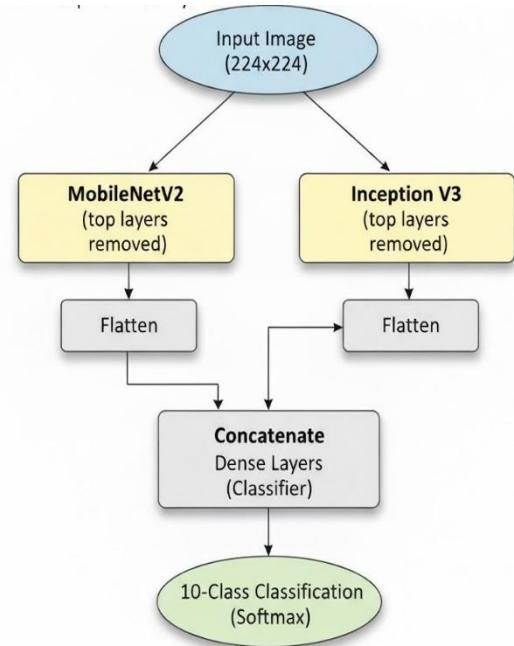 Input Image
(224x224)
MobileNetV2
(top layers
removed)
Inception V3
(top layers
removed)
Flatten
Flatten
Concatenate
Dense Layers
(Classifier)
10-Class Classification
(Softmax)